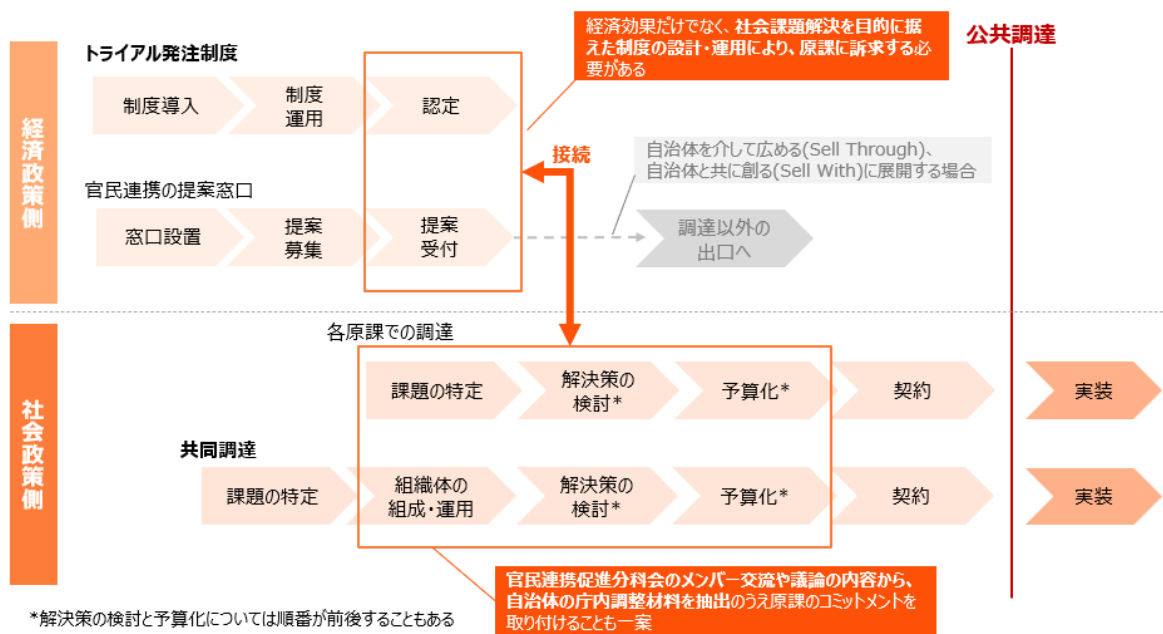 経済効果だけでなく、社会課題解決を目的に据
えた制度の設計・運用により、原課に訴求する必
要がある
公共調達
トライアル発注制度
制度導入
制度
運用
認定
接続
自治体を介して広める(Sell Through)、
自治体と共に創る(Sell With)に展開する場合
経済政策側
官民連携の提案窓口
窓口設置
提案
募集
提案
受付
調達以外の
出口へ
社会政策側
各原課での調達
課題の特定
解決策の
検討*
予算化*
契約
実装
共同調達
課題の特定
組織体の
組成・運用
解決策の
検討*
予算化*
契約
実装
官民連携促進分科会のメンバー交流や議論の内容から、
自治体の庁内調整材料を抽出のうえ原課のコミットメントを
取り付けることも一案
*解決策の検討と予算化については順番が前後することもある